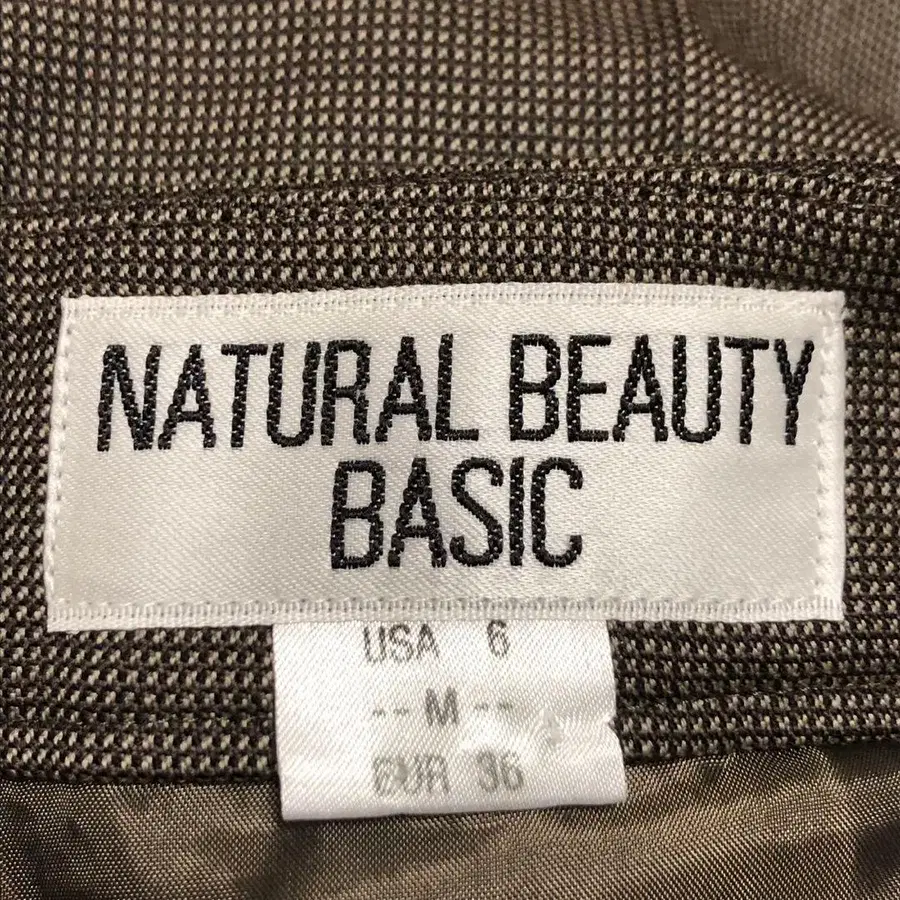 NATURAL BEAUTY
BASIC
USA 6
-- M --
EUR 36